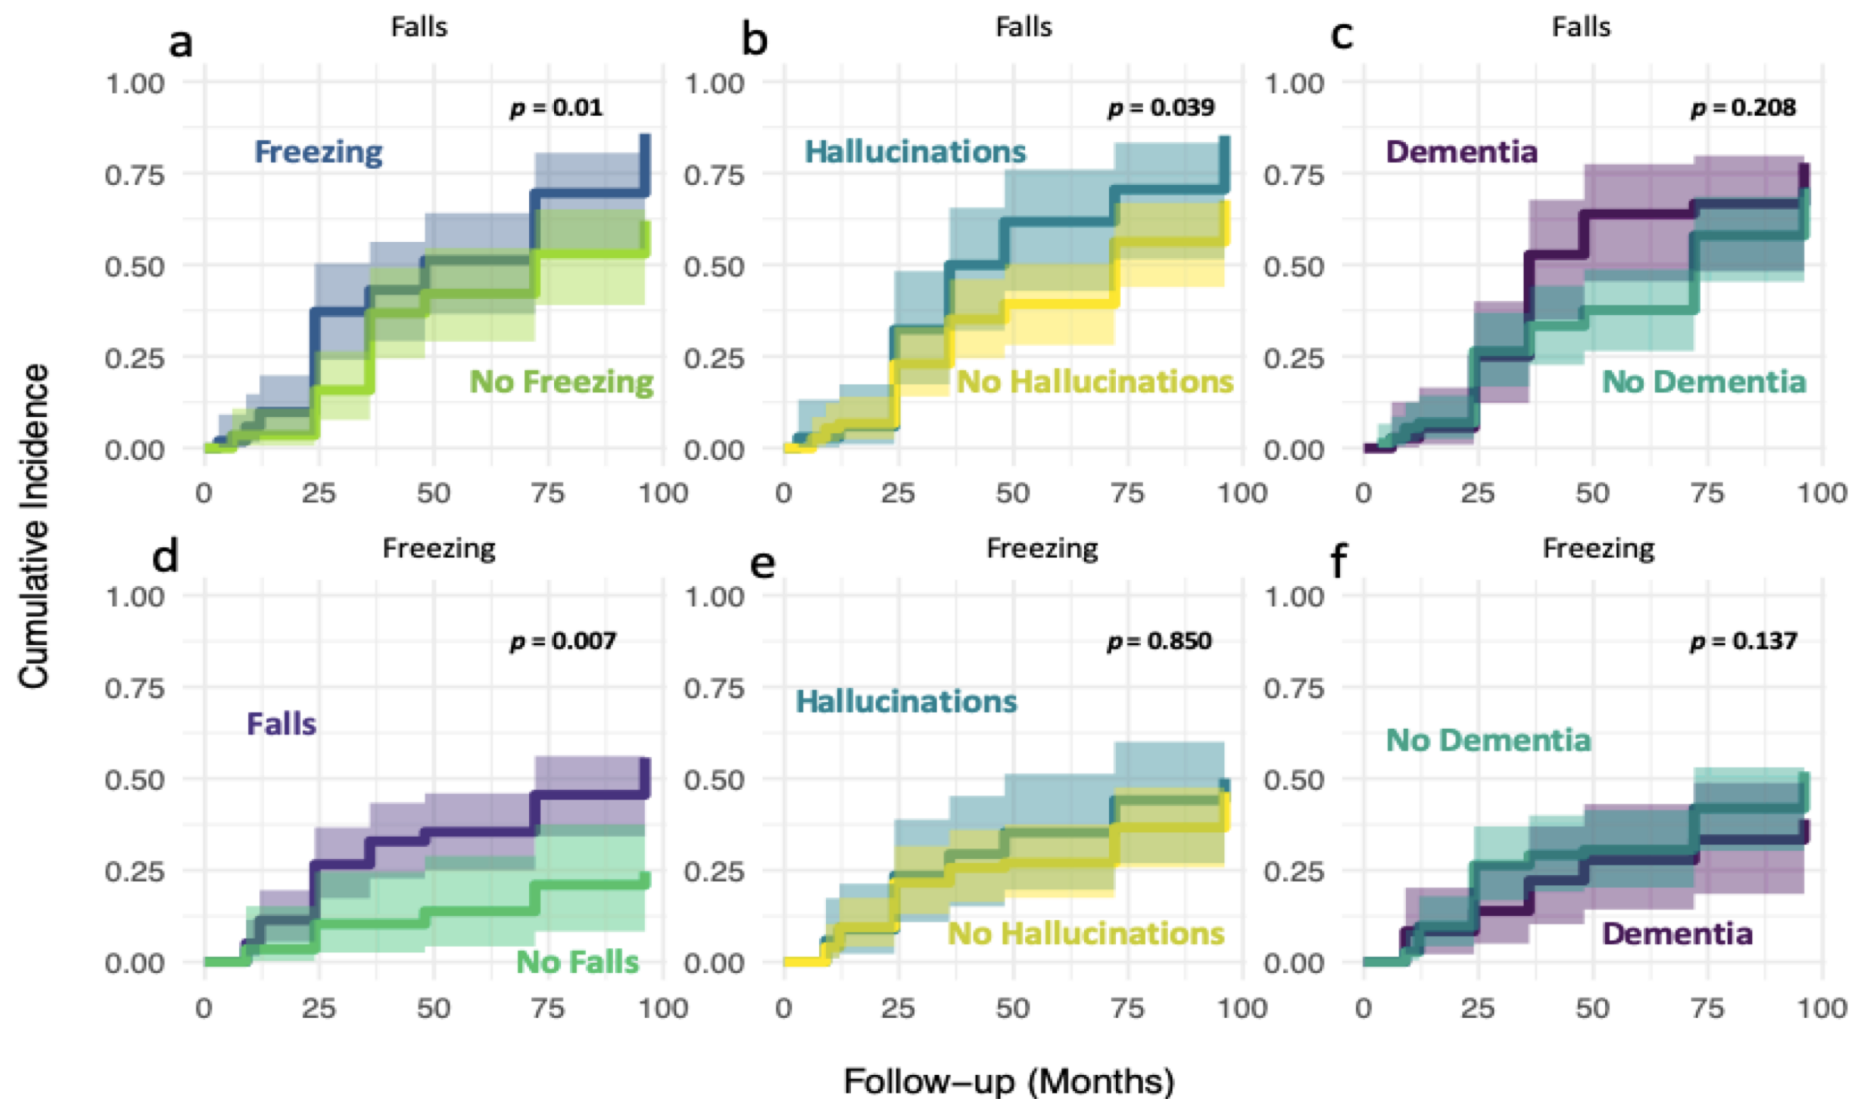 a
Falls
b
Falls
c
Falls
1.00
0.75
0.50
0.25
0.00
p = 0.01
Freezing
No Freezing
0 25 50 75 100
1.00
0.75
0.50
0.25
0.00
p = 0.039
Hallucinations
No Hallucinations
0 25 50 75 100
1.00
0.75
0.50
0.25
0.00
p = 0.208
Dementia
No Dementia
0 25 50 75 100
Cumulative Incidence
d
Freezing
e
Freezing
f
Freezing
1.00
0.75
0.50
0.25
0.00
p = 0.007
Falls
No Falls
0 25 50 75 100
1.00
0.75
0.50
0.25
0.00
p = 0.850
Hallucinations
No Hallucinations
0 25 50 75 100
1.00
0.75
0.50
0.25
0.00
p = 0.137
No Dementia
Dementia
0 25 50 75 100
Follow–up (Months)